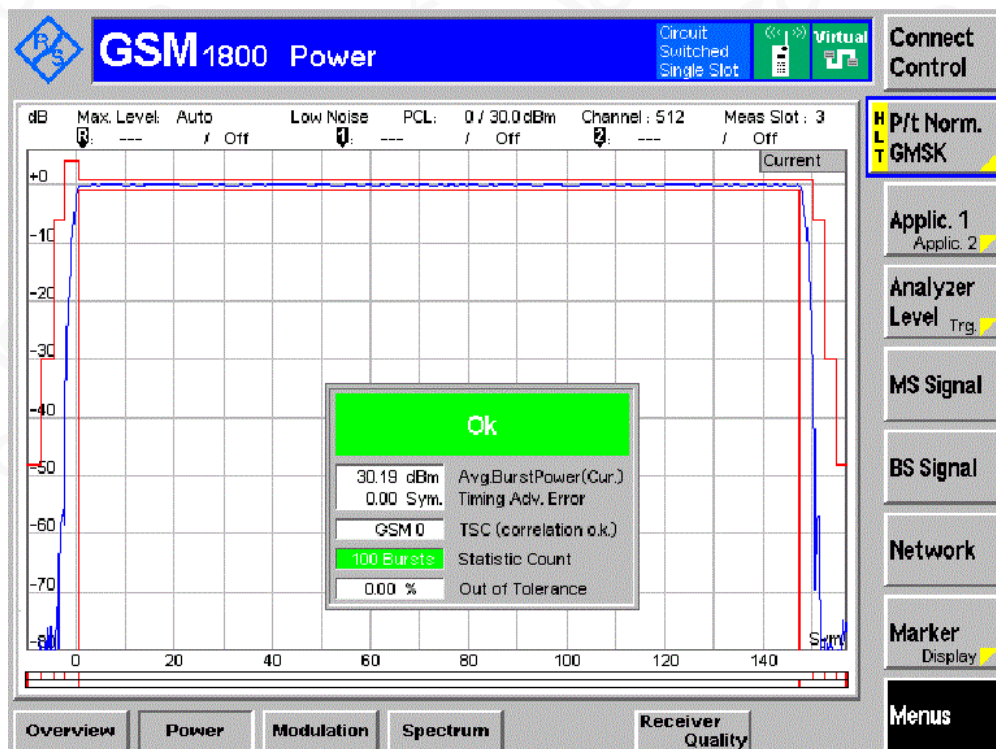 R S
GSM 1800 Power
Circuit Switched Single Slot
Virtual
Connect Control
dB Max. Level: Auto Low Noise PCL: 0 / 30.0 dBm Channel : 512 Meas Slot : 3
R: --- / Off 1: --- / Off 2: --- / Off
Current
HLT P/t Norm. GMSK
+0
-10
-20
-30
-40
-50
-60
-70
-80
Applic. 1
Applic. 2
Analyzer Level Trg.
MS Signal
BS Signal
Network
Marker
Display
Menus
Ok
30.19 dBm Avg.BurstPower(Cur.)
0.00 Sym. Timing Adv. Error
GSM 0 TSC (correlation o.k.)
100 Bursts Statistic Count
0.00 % Out of Tolerance
Sym
0 20 40 60 80 100 120 140
Overview Power Modulation Spectrum Receiver Quality